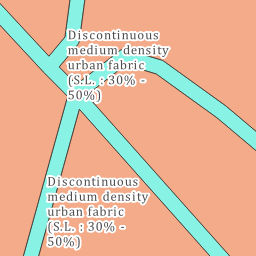 Discontinuous
medium density
urban fabric
(S.L. : 30% -
50%)
Discontinuous
medium density
urban fabric
(S.L. : 30% -
50%)